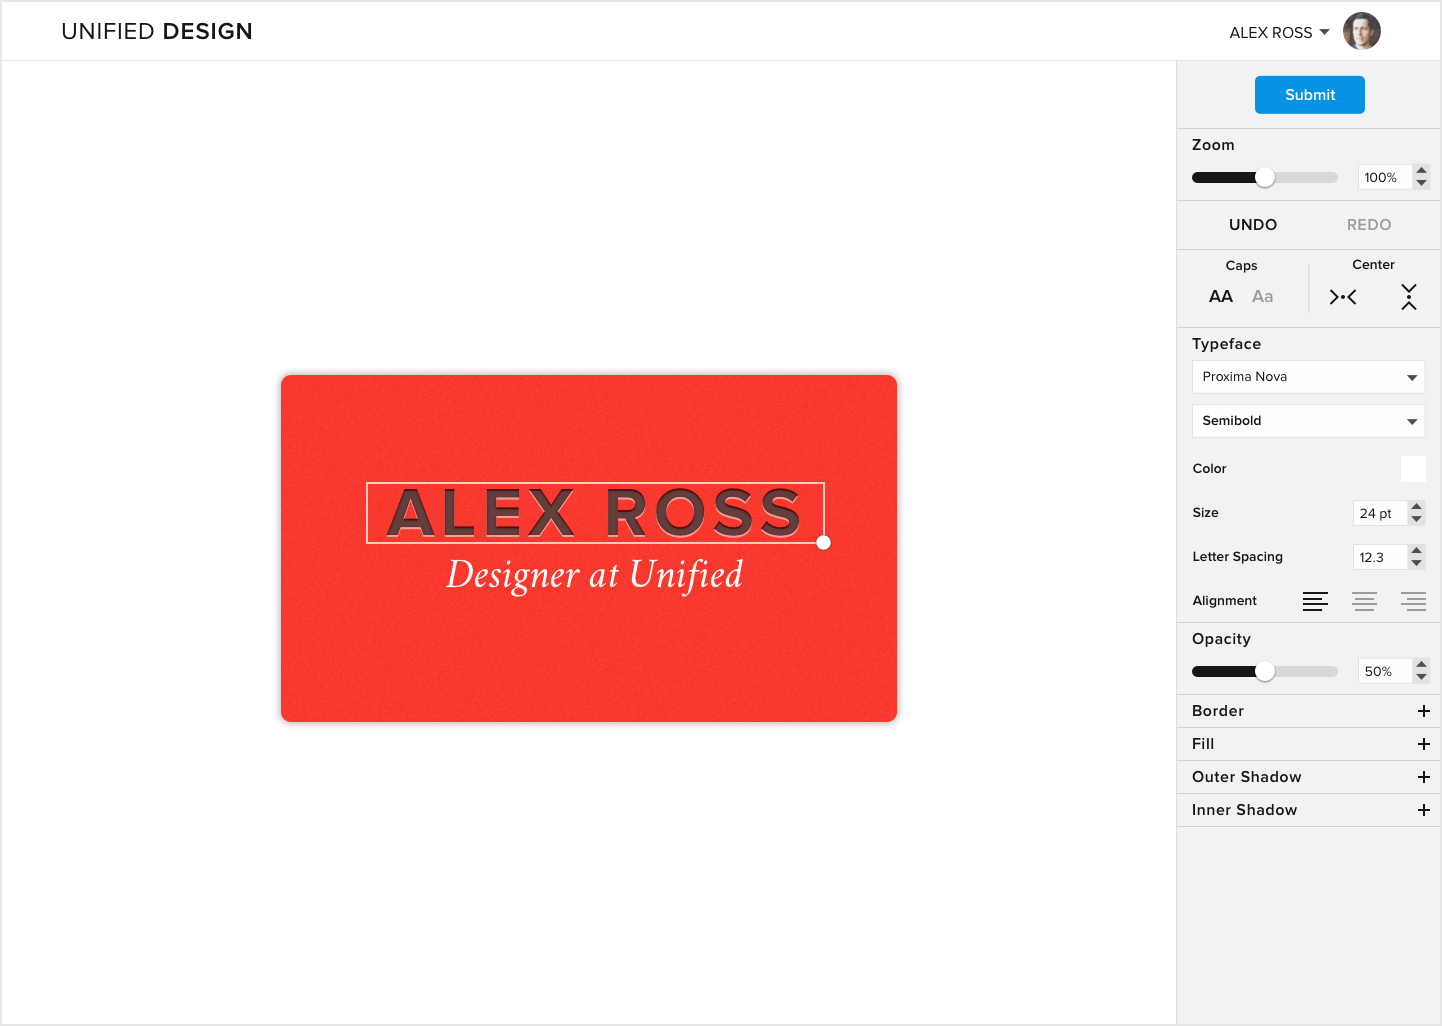 UNIFIED DESIGN
ALEX ROSS
Submit
Zoom
100%
UNDO REDO
Caps Center
AA Aa
Typeface
Proxima Nova
Semibold
Color
Size 24 pt
Letter Spacing 12.3
Alignment
Opacity
50%
Border +
Fill +
Outer Shadow +
Inner Shadow +
ALEX ROSS
Designer at Unified